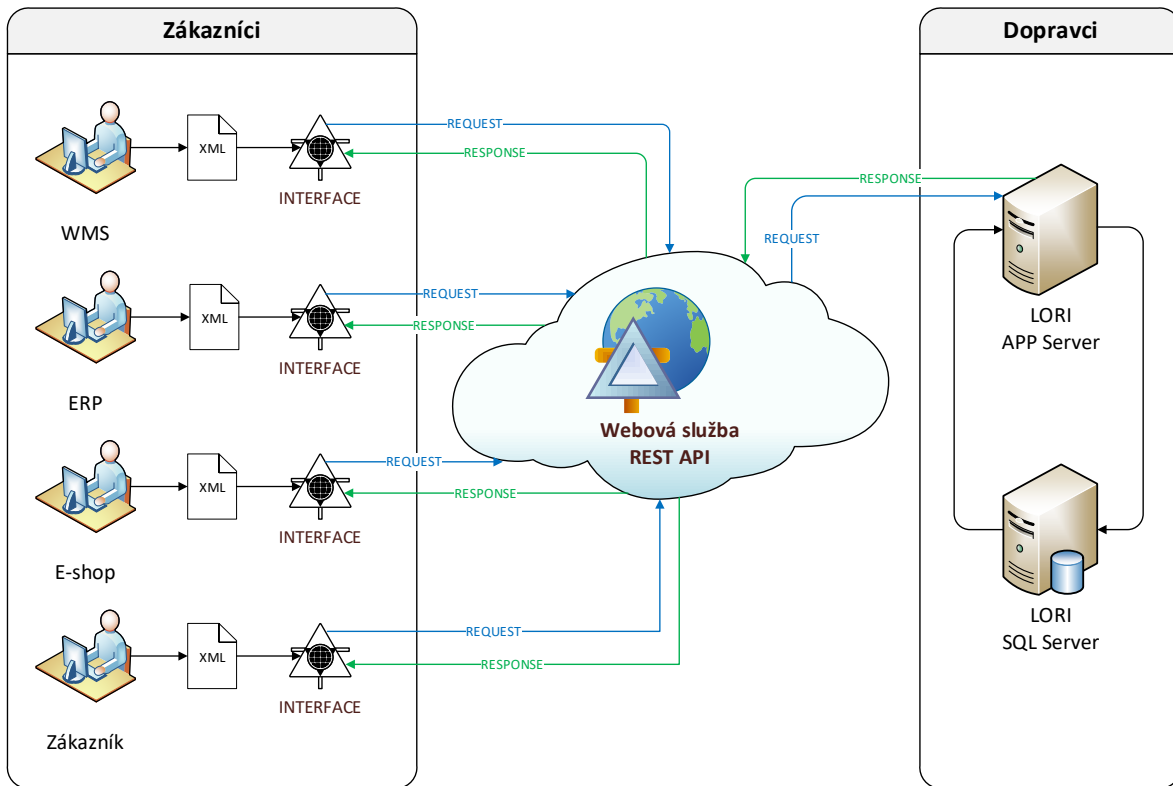 Zákazníci
Dopravci
XML
REQUEST
RESPONSE
INTERFACE
WMS
RESPONSE
REQUEST
XML
REQUEST
RESPONSE
INTERFACE
ERP
LORI
APP Server
Webová služba
REST API
XML
REQUEST
RESPONSE
INTERFACE
E-shop
LORI
SQL Server
XML
REQUEST
RESPONSE
INTERFACE
Zákazník